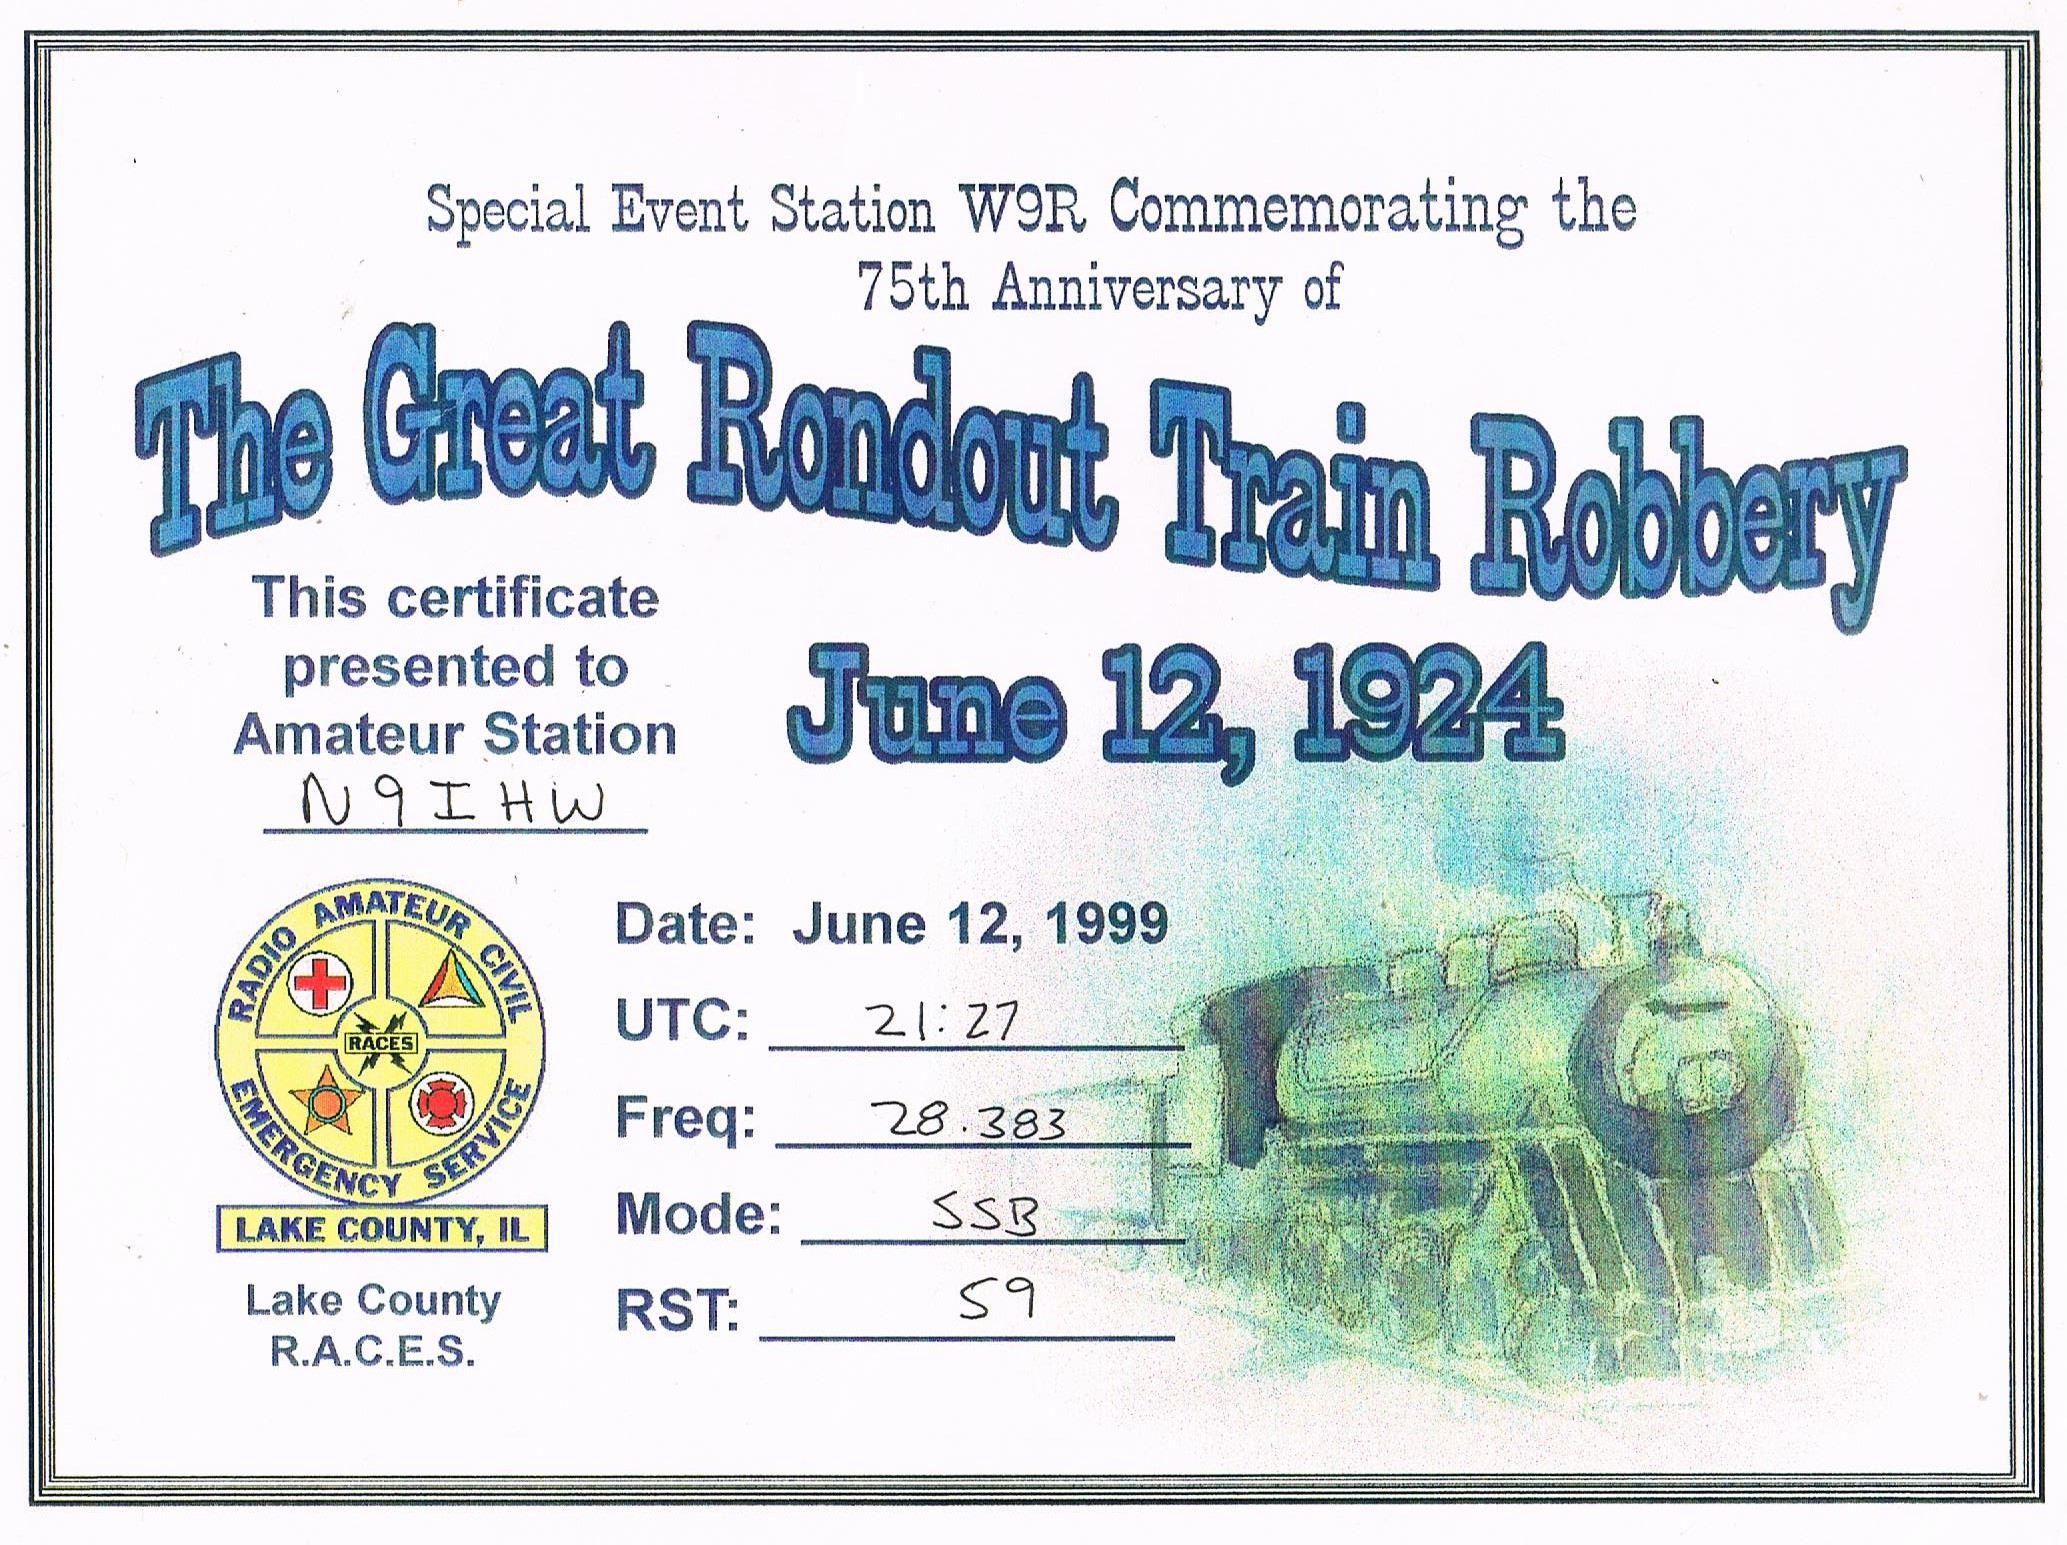 Special Event Station W9R Commemorating the
75th Anniversary of
The Great Rondout Train Robbery
June 12, 1924
This certificate
presented to
Amateur Station
N9IHW
RADIO AMATEUR CIVIL
EMERGENCY SERVICE
RACES
LAKE COUNTY, IL
Lake County
R.A.C.E.S.
Date: June 12, 1999
UTC: 21:27
Freq: 28.383
Mode: SSB
RST: 59